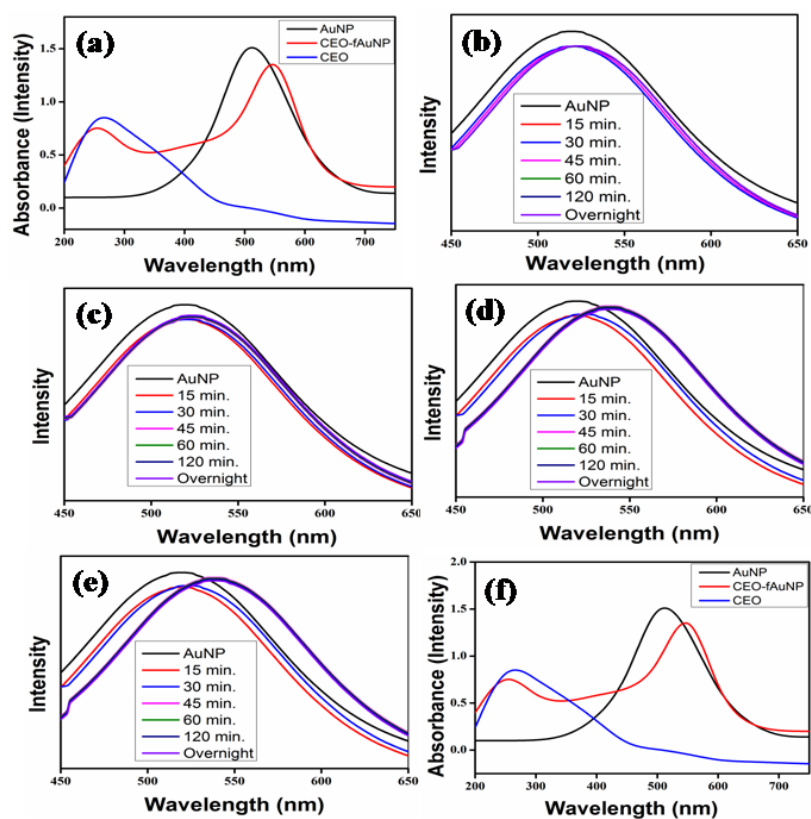 (a)
AuNP
CEO-fAuNP
CEO
Absorbance (Intensity)
1.5
1.0
0.5
0.0
200 300 400 500 600 700
Wavelength (nm)
(b)
AuNP
15 min.
30 min.
45 min.
60 min.
120 min.
Overnight
Intensity
450 500 550 600 650
Wavelength (nm)
(c)
AuNP
15 min.
30 min.
45 min.
60 min.
120 min.
Overnight
Intensity
450 500 550 600 650
Wavelength (nm)
(d)
AuNP
15 min.
30 min.
45 min.
60 min.
120 min.
Overnight
Intensity
450 500 550 600 650
Wavelength (nm)
(e)
AuNP
15 min.
30 min.
45 min.
60 min.
120 min.
Overnight
Intensity
450 500 550 600 650
Wavelength (nm)
(f)
AuNP
CEO-fAuNP
CEO
Absorbance (Intensity)
2.0
1.5
1.0
0.5
0.0
200 300 400 500 600 700
Wavelength (nm)